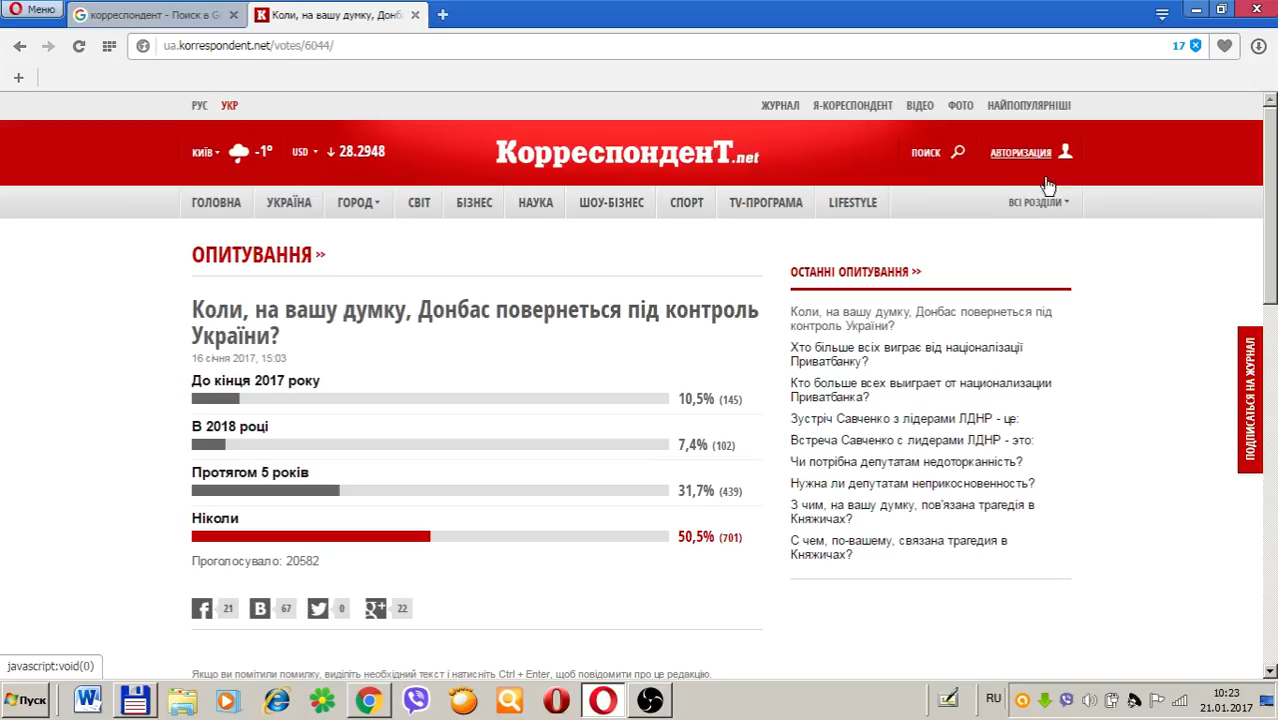 Меню
корреспондент - Поиск в G
Коли, на вашу думку, Донб
ua.korrespondent.net/votes/6044/
17
РУС УКР
ЖУРНАЛ Я-КОРЕСПОНДЕНТ ВІДЕО ФОТО НАЙПОПУЛЯРНІШІ
КИЇВ -1° USD 28.2948
КорреспонденТ.net
ПОИСК АВТОРИЗАЦИЯ
ГОЛОВНА УКРАЇНА ГОРОД СВІТ БІЗНЕС НАУКА ШОУ-БІЗНЕС СПОРТ TV-ПРОГРАМА LIFESTYLE ВСІ РОЗДІЛИ
ОПИТУВАННЯ »
Коли, на вашу думку, Донбас повернеться під контроль
України?
16 січня 2017, 15:03
До кінця 2017 року
10,5% (145)
В 2018 році
7,4% (102)
Протягом 5 років
31,7% (439)
Ніколи
50,5% (701)
Проголосувало: 20582
21 67 0 22
Якщо ви помітили помилку, виділіть необхідний текст і натисніть Ctrl + Enter, щоб повідомити про це редакцію.
ОСТАННІ ОПИТУВАННЯ »
Коли, на вашу думку, Донбас повернеться під
контроль України?
Хто більше всіх виграє від націоналізації
Приватбанку?
Кто больше всех выиграет от национализации
Приватбанка?
Зустріч Савченко з лідерами ЛДНР - це:
Встреча Савченко с лидерами ЛДНР - это:
Чи потрібна депутатам недоторканність?
Нужна ли депутатам неприкосновенность?
З чим, на вашу думку, пов'язана трагедія в
Княжичах?
С чем, по-вашему, связана трагедия в
Княжичах?
ПОДПИСАТЬСЯ НА ЖУРНАЛ
javascript:void(0)
Пуск
RU
10:23
21.01.2017